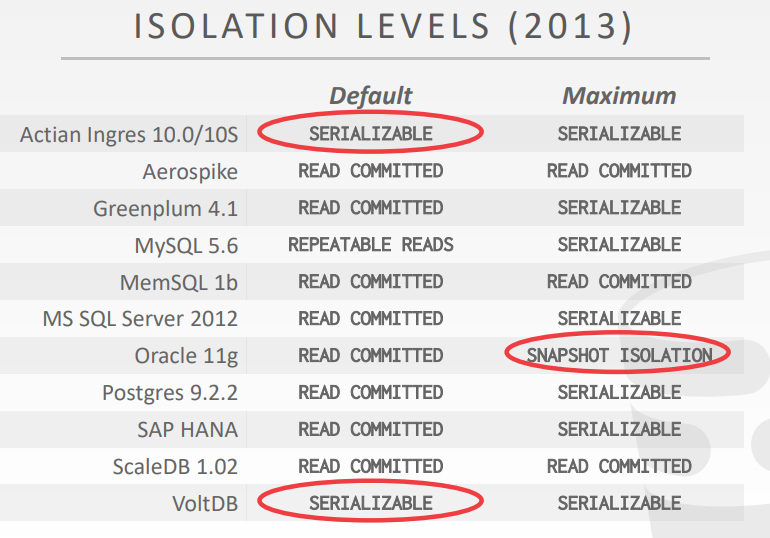 ISOLATION LEVELS (2013)
Default Maximum
Actian Ingres 10.0/10S SERIALIZABLE SERIALIZABLE
Aerospike READ COMMITTED READ COMMITTED
Greenplum 4.1 READ COMMITTED SERIALIZABLE
MySQL 5.6 REPEATABLE READS SERIALIZABLE
MemSQL 1b READ COMMITTED READ COMMITTED
MS SQL Server 2012 READ COMMITTED SERIALIZABLE
Oracle 11g READ COMMITTED SNAPSHOT ISOLATION
Postgres 9.2.2 READ COMMITTED SERIALIZABLE
SAP HANA READ COMMITTED SERIALIZABLE
ScaleDB 1.02 READ COMMITTED READ COMMITTED
VoltDB SERIALIZABLE SERIALIZABLE